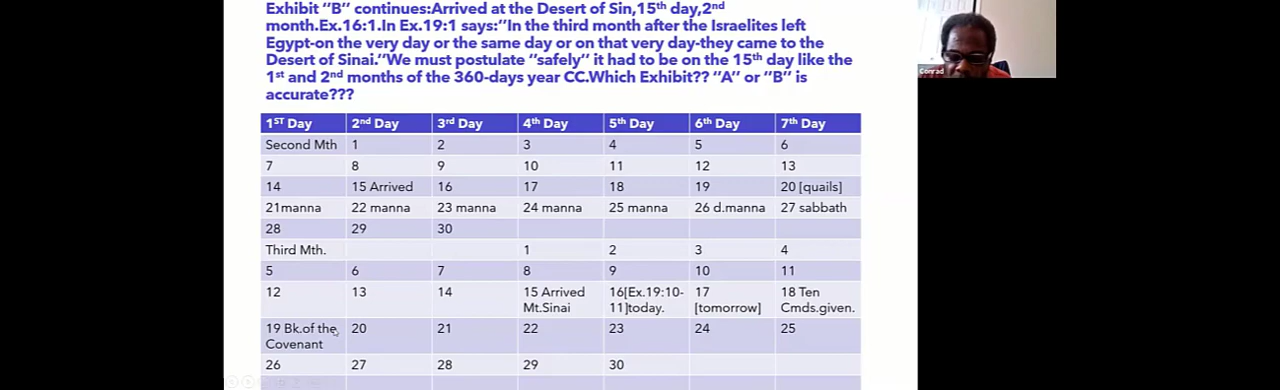 Exhibit "B" continues:Arrived at the Desert of Sin,15th day,2nd
month.Ex.16:1.In Ex.19:1 says:"In the third month after the Israelites left
Egypt-on the very day or the same day or on that very day-they came to the
Desert of Sinai."We must postulate "safely" it had to be on the 15th day like the
1st and 2nd months of the 360-days year CC.Which Exhibit?? "A" or "B" is
accurate???
Conrad
1ST Day 2nd Day 3rd Day 4th Day 5th Day 6th Day 7th Day
Second Mth 1 2 3 4 5 6
7 8 9 10 11 12 13
14 15 Arrived 16 17 18 19 20 [quails]
21manna 22 manna 23 manna 24 manna 25 manna 26 d.manna 27 sabbath
28 29 30
Third Mth. 1 2 3 4
5 6 7 8 9 10 11
12 13 14 15 Arrived 16[Ex.19:10- 17 18 Ten
Mt.Sinai 11]today. [tomorrow] Cmds.given.
19 Bk.of the 20 21 22 23 24 25
Covenant
26 27 28 29 30